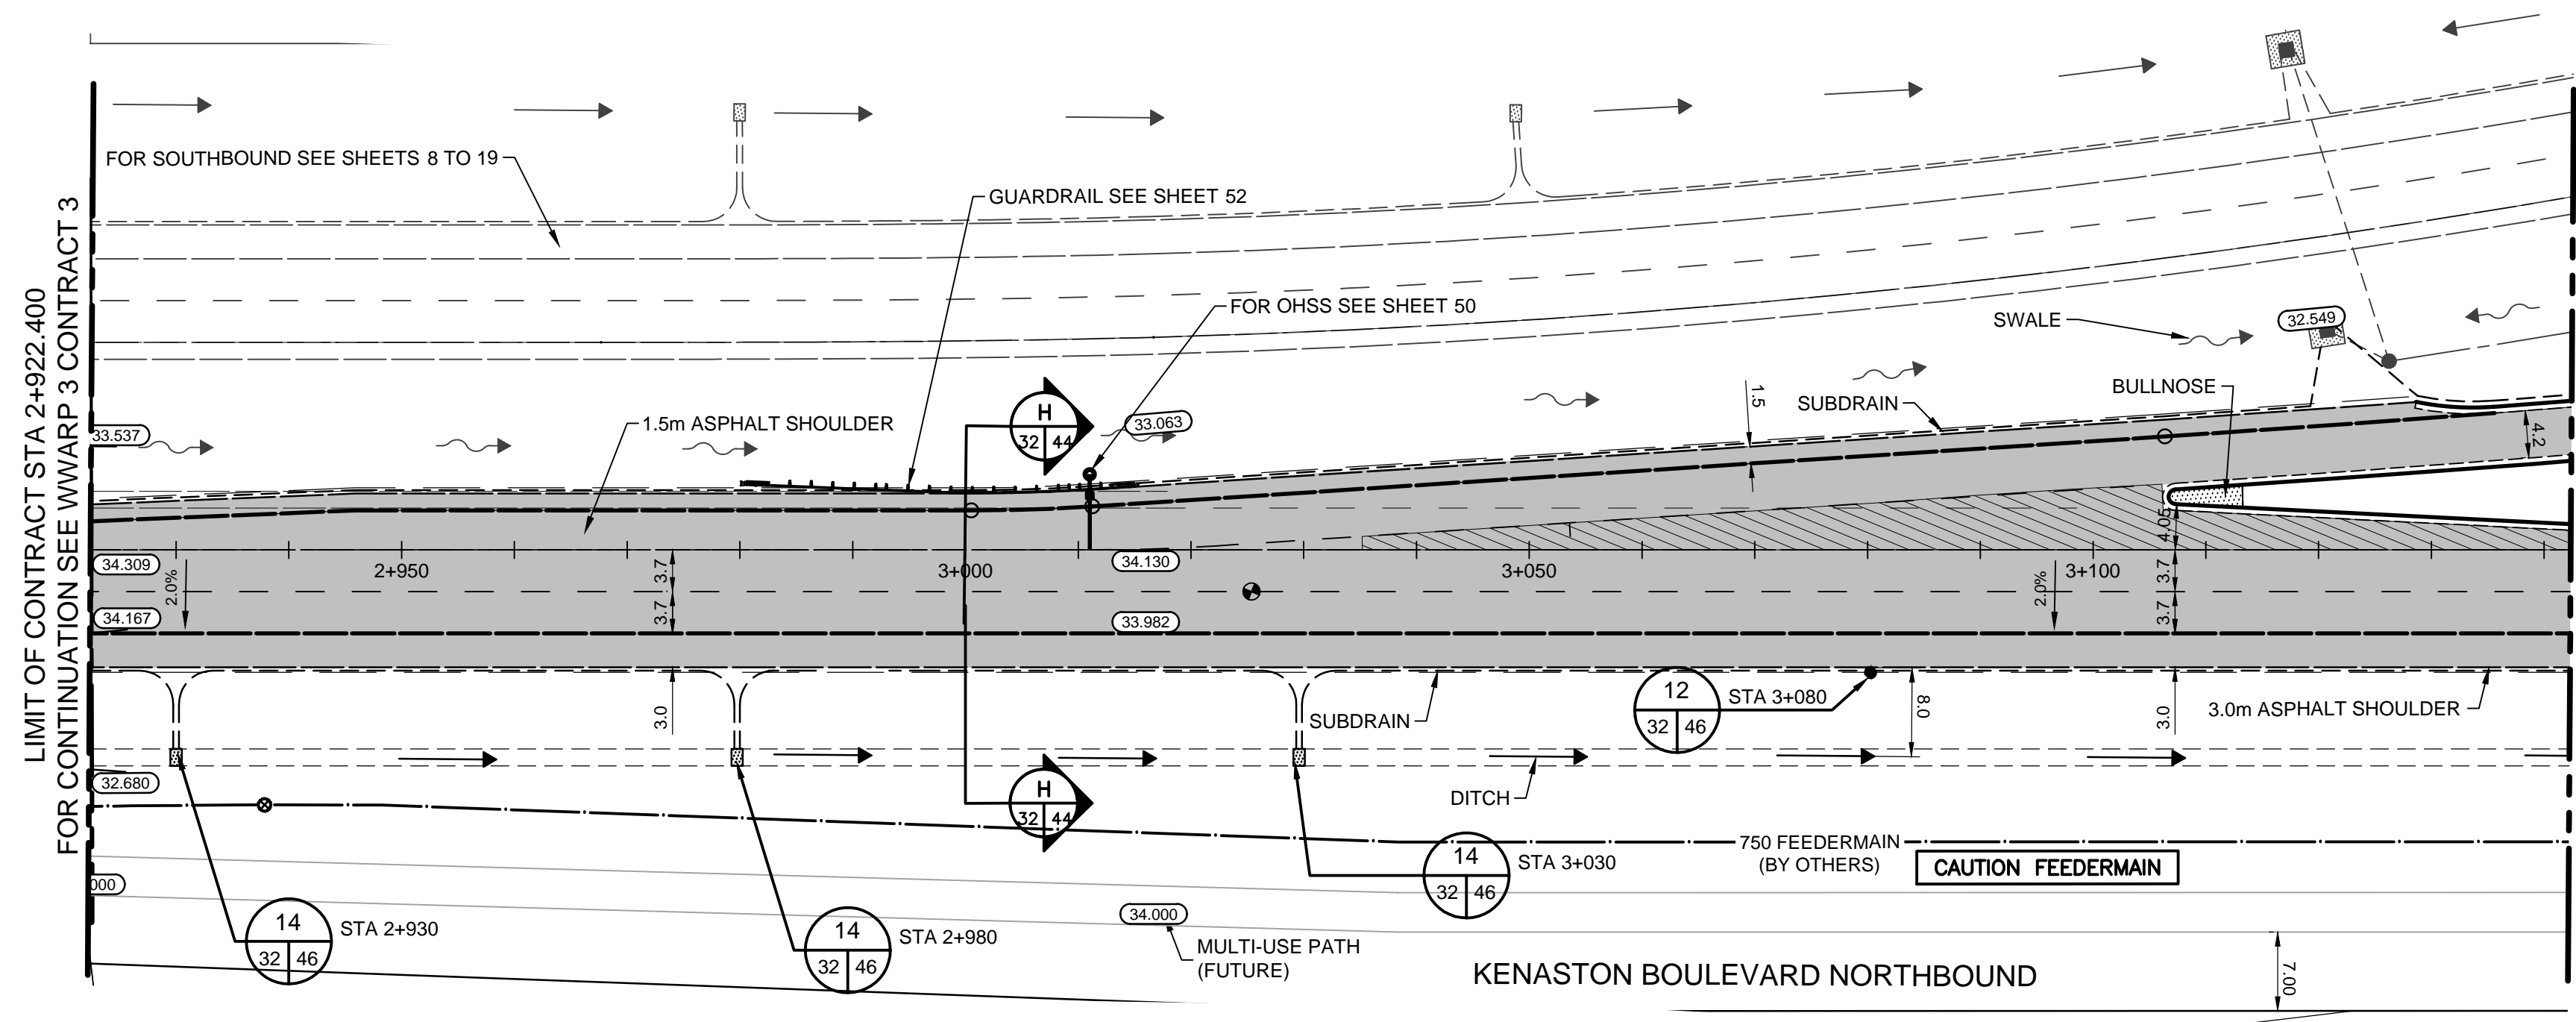 LIMIT OF CONTRACT STA 2+922.400
FOR CONTINUATION SEE WWARP 3 CONTRACT 3
FOR SOUTHBOUND SEE SHEETS 8 TO 19
GUARDRAIL SEE SHEET 52
FOR OHSS SEE SHEET 50
SWALE
32.549
BULLNOSE
1.5
SUBDRAIN
1.5m ASPHALT SHOULDER
H
32 44
33.063
33.537
4.2
4.05
34.309
34.130
2+950
3+000
3+050
3+100
2.0%
3.7
3.7
2.0%
3.7
3.7
34.167
33.982
3.0
SUBDRAIN
12
32 46
STA 3+080
8.0
3.0
3.0m ASPHALT SHOULDER
32.680
DITCH
H
32 44
750 FEEDERMAIN
(BY OTHERS)
CAUTION FEEDERMAIN
14
32 46
STA 3+030
000
14
32 46
STA 2+930
14
32 46
STA 2+980
34.000
MULTI-USE PATH
(FUTURE)
KENASTON BOULEVARD NORTHBOUND
7.00